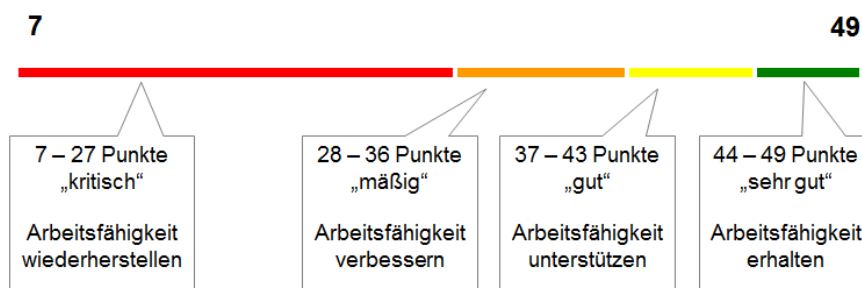 7
49
7 – 27 Punkte
„kritisch“
Arbeitsfähigkeit
wiederherstellen
28 – 36 Punkte
„mäßig“
Arbeitsfähigkeit
verbessern
37 – 43 Punkte
„gut“
Arbeitsfähigkeit
unterstützen
44 – 49 Punkte
„sehr gut“
Arbeitsfähigkeit
erhalten